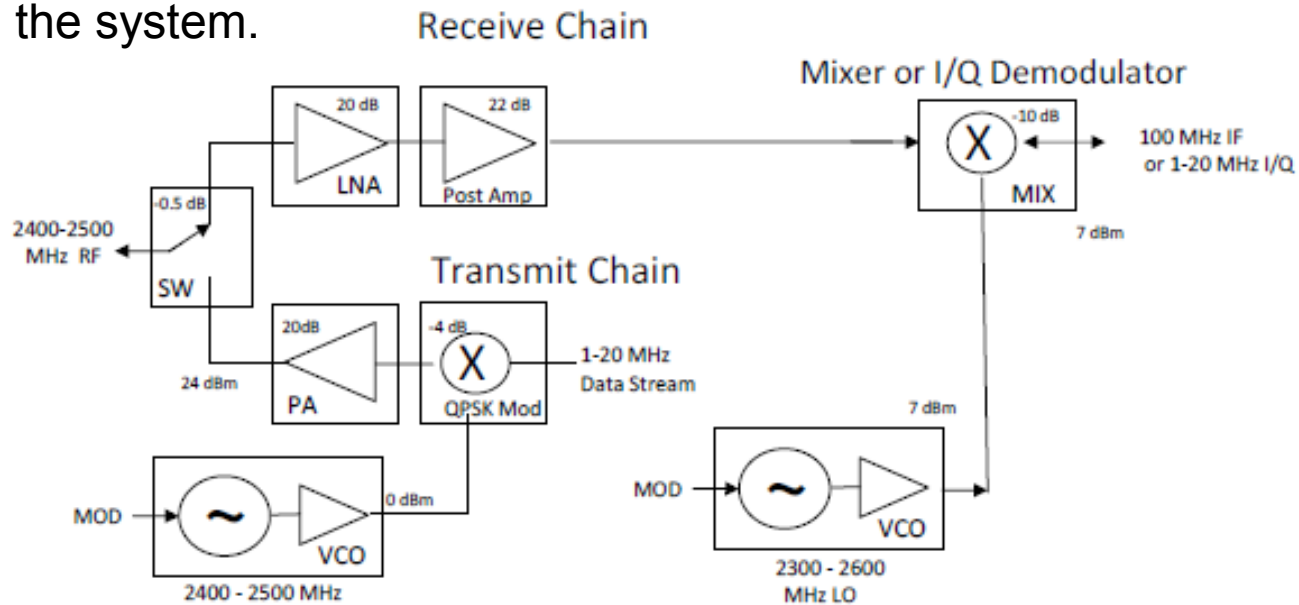 the system.
Receive Chain
Mixer or I/Q Demodulator
20 dB
LNA
22 dB
Post Amp
-10 dB
X
MIX
100 MHz IF
or 1-20 MHz I/Q
7 dBm
-0.5 dB
2400-2500
MHz RF
SW
Transmit Chain
20dB
PA
24 dBm
-4 dB
X
QPSK Mod
1-20 MHz
Data Stream
MOD
~
VCO
0 dBm
2400 - 2500 MHz
7 dBm
MOD
~
VCO
2300 - 2600
MHz LO